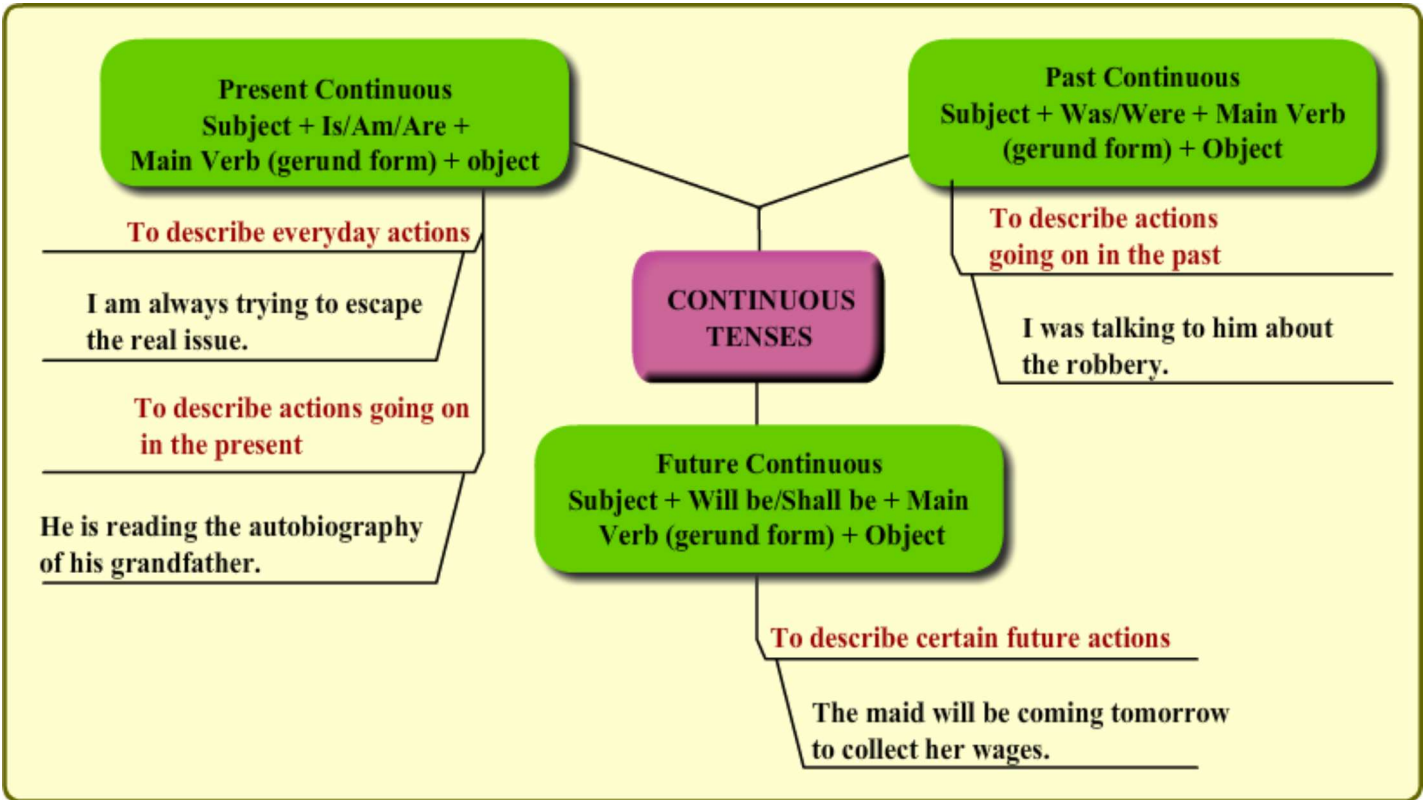 Present Continuous
Subject + Is/Am/Are +
Main Verb (gerund form) + object
To describe everyday actions
I am always trying to escape
the real issue.
To describe actions going on
in the present
He is reading the autobiography
of his grandfather.
Past Continuous
Subject + Was/Were + Main Verb
(gerund form) + Object
To describe actions
going on in the past
I was talking to him about
the robbery.
CONTINUOUS
TENSES
Future Continuous
Subject + Will be/Shall be + Main
Verb (gerund form) + Object
To describe certain future actions
The maid will be coming tomorrow
to collect her wages.